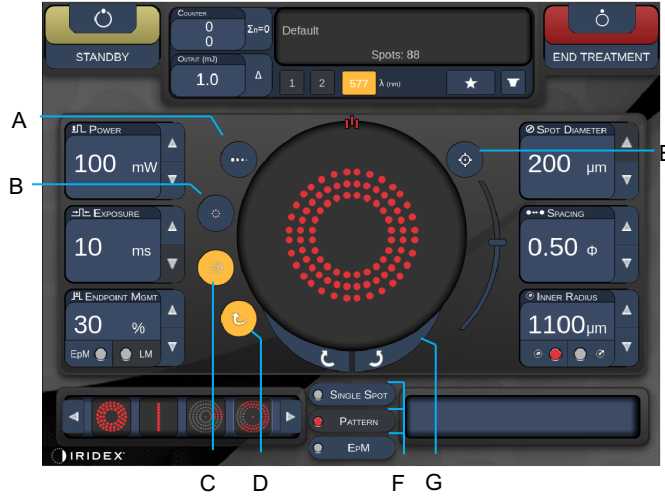 STANDBY
COUNTER
0
0
Σn=0
OUTPUT (mJ)
1.0
Δ
Default
Spots: 88
1
2
577
λ (nm)
END TREATMENT
A
B
POWER
100 mW
EXPOSURE
10 ms
ENDPOINT MGMT
30 %
EpM
LM
E
SPOT DIAMETER
200 µm
SPACING
0.50 Φ
INNER RADIUS
1100µm
SINGLE SPOT
PATTERN
EPM
IRIDEX
C
D
F
G